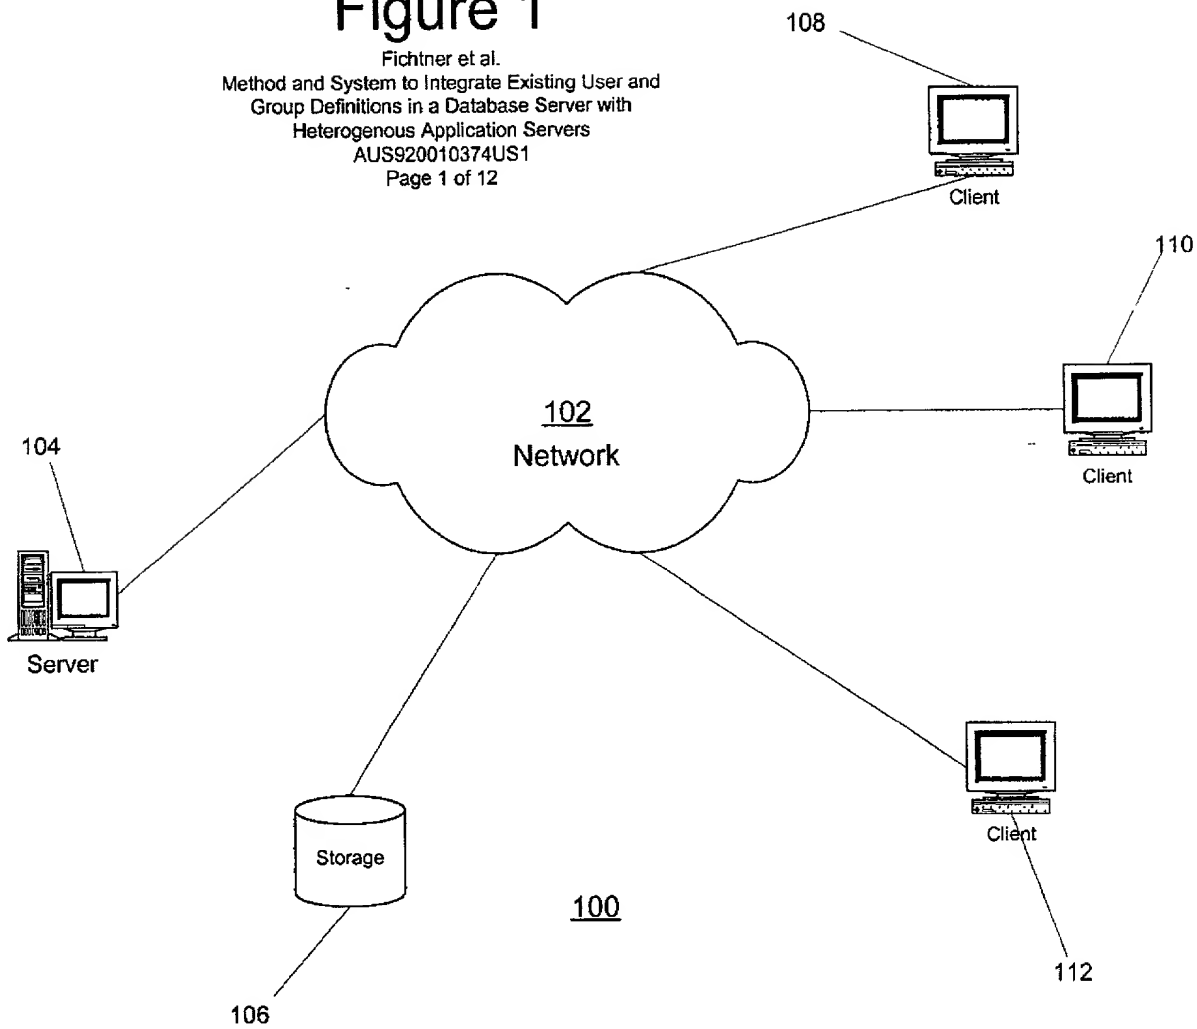 Figure 1
Fichtner et al.
Method and System to Integrate Existing User and
Group Definitions in a Database Server with
Heterogenous Application Servers
AUS920010374US1
Page 1 of 12
108
Client
110
102
Network
Client
104
Server
Client
Storage
100
112
106